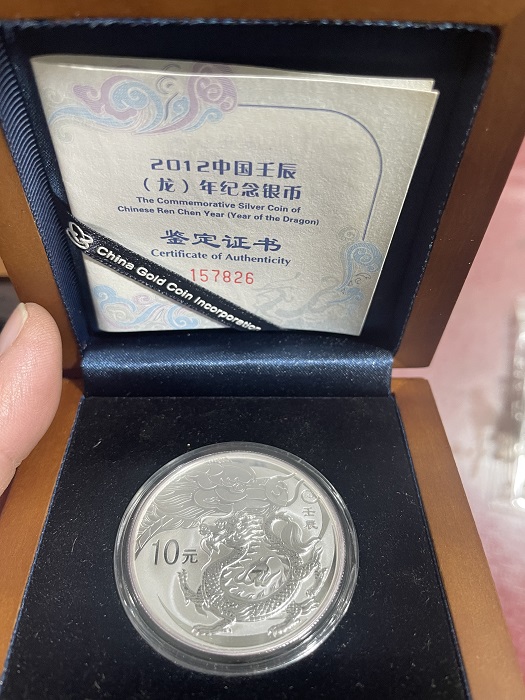 2012中国壬辰
（龙）年纪念银币
The Commemorative Silver Coin of
Chinese Ren Chen Year (Year of the Dragon)
鉴定证书
Certificate of Authenticity
157826
China Gold Coin Incorporation
壬辰
10元